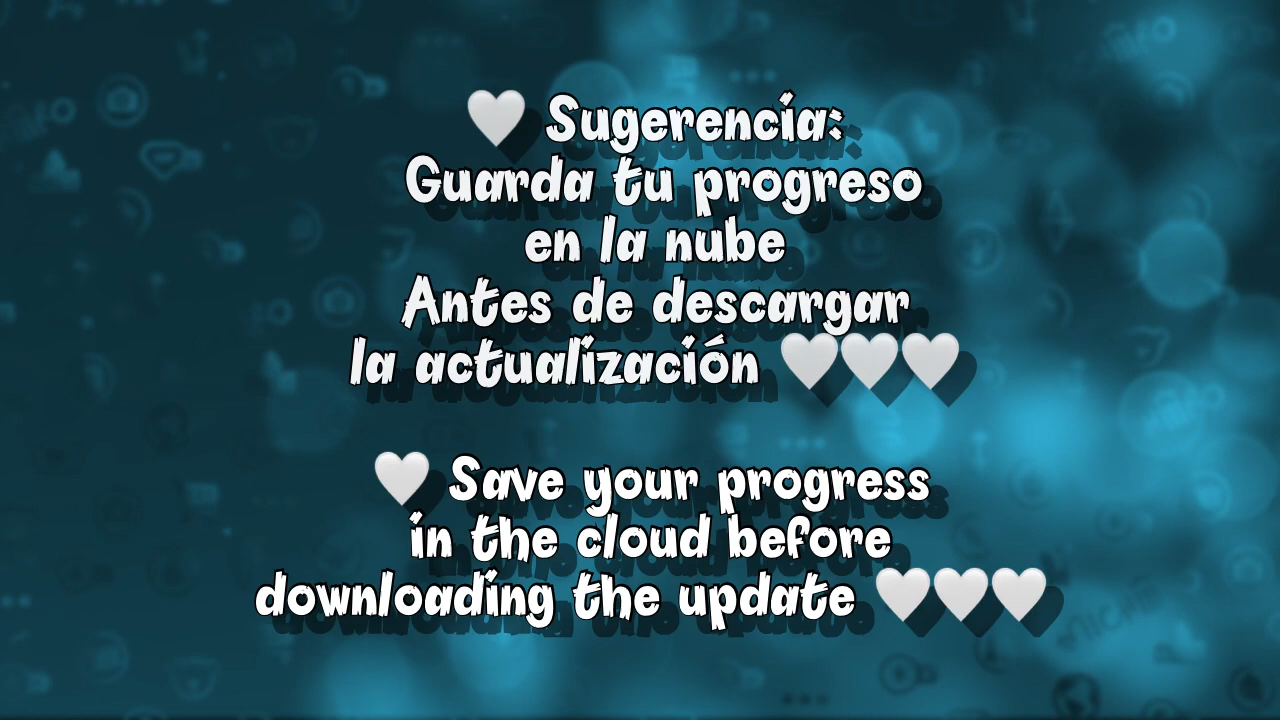 🤍 Sugerencia:
Guarda tu progreso
en la nube
Antes de descargar
la actualización 🤍🤍🤍
🤍 Save your progress
in the cloud before
downloading the update 🤍🤍🤍